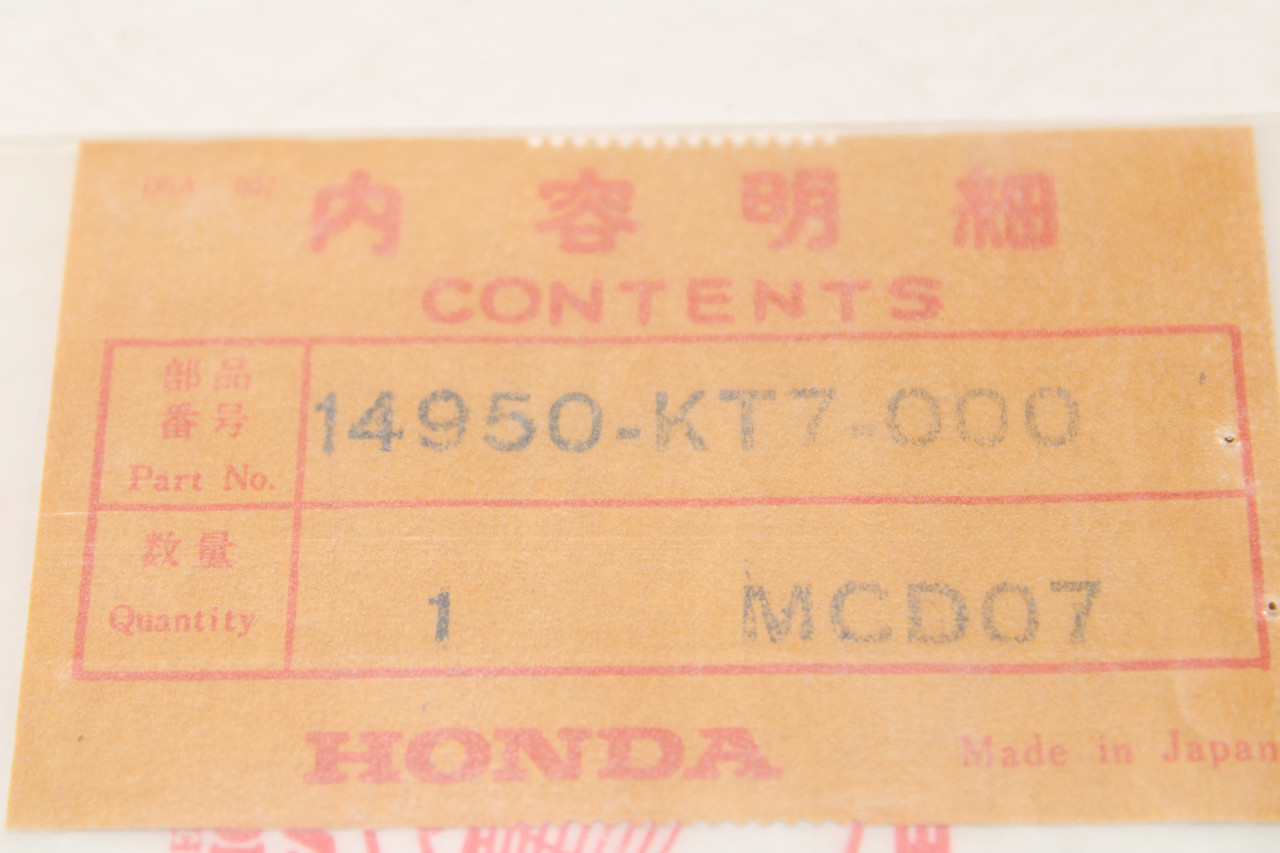 内容明細
CONTENTS
部品
番号
Part No.
14950-KT7-000
数量
Quantity
1 MCD07
HONDA
Made in Japan